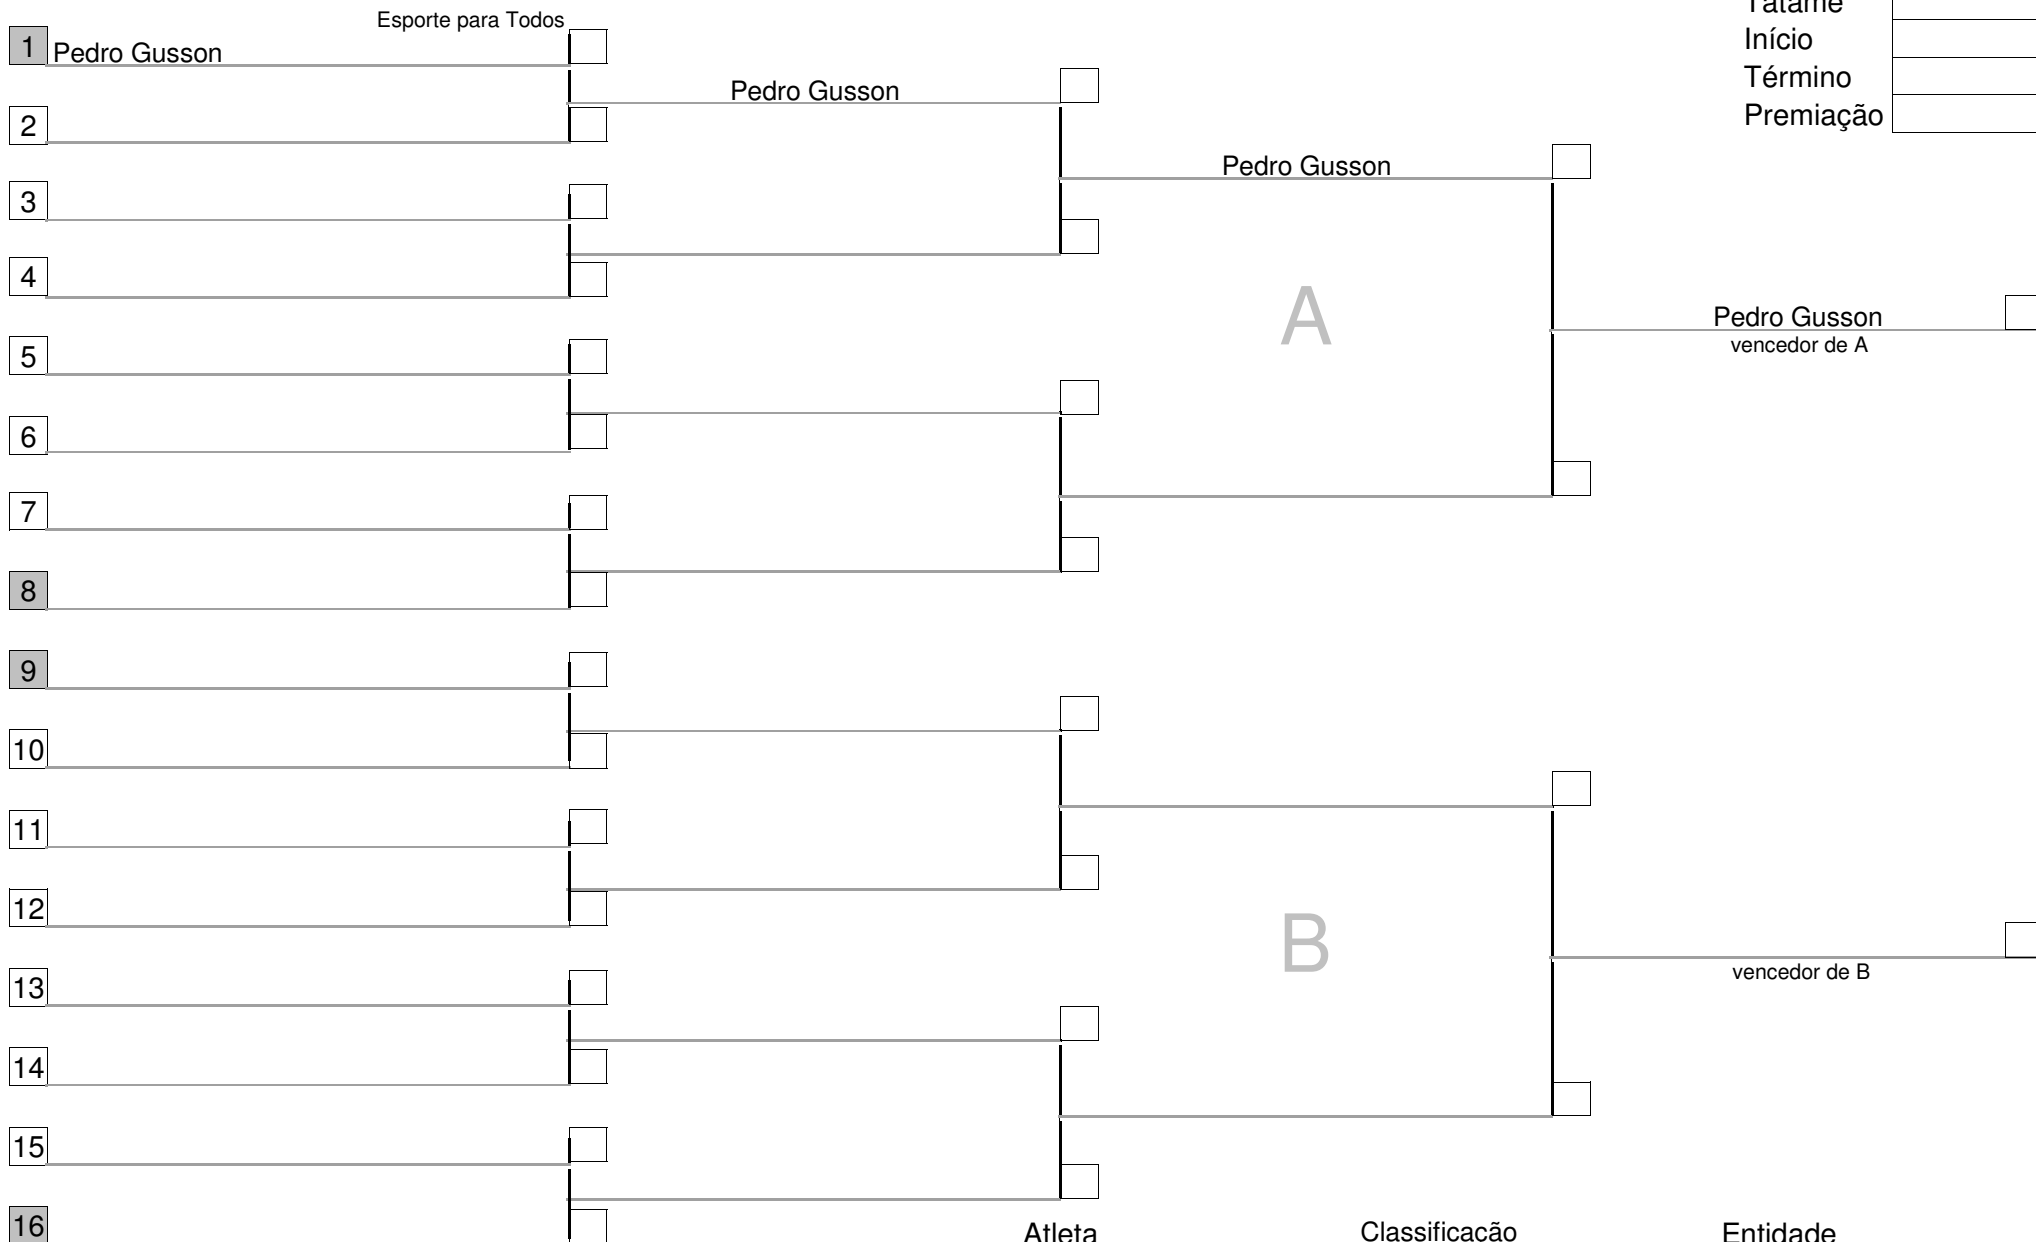 Esporte para Todos
Tatame
1 Pedro Gusson
Início
Pedro Gusson
Término
2
Premiação
Pedro Gusson
3
4
A
Pedro Gusson
5
vencedor de A
6
7
8
9
10
11
12
B
13
vencedor de B
14
15
16
Atleta Classificação Entidade